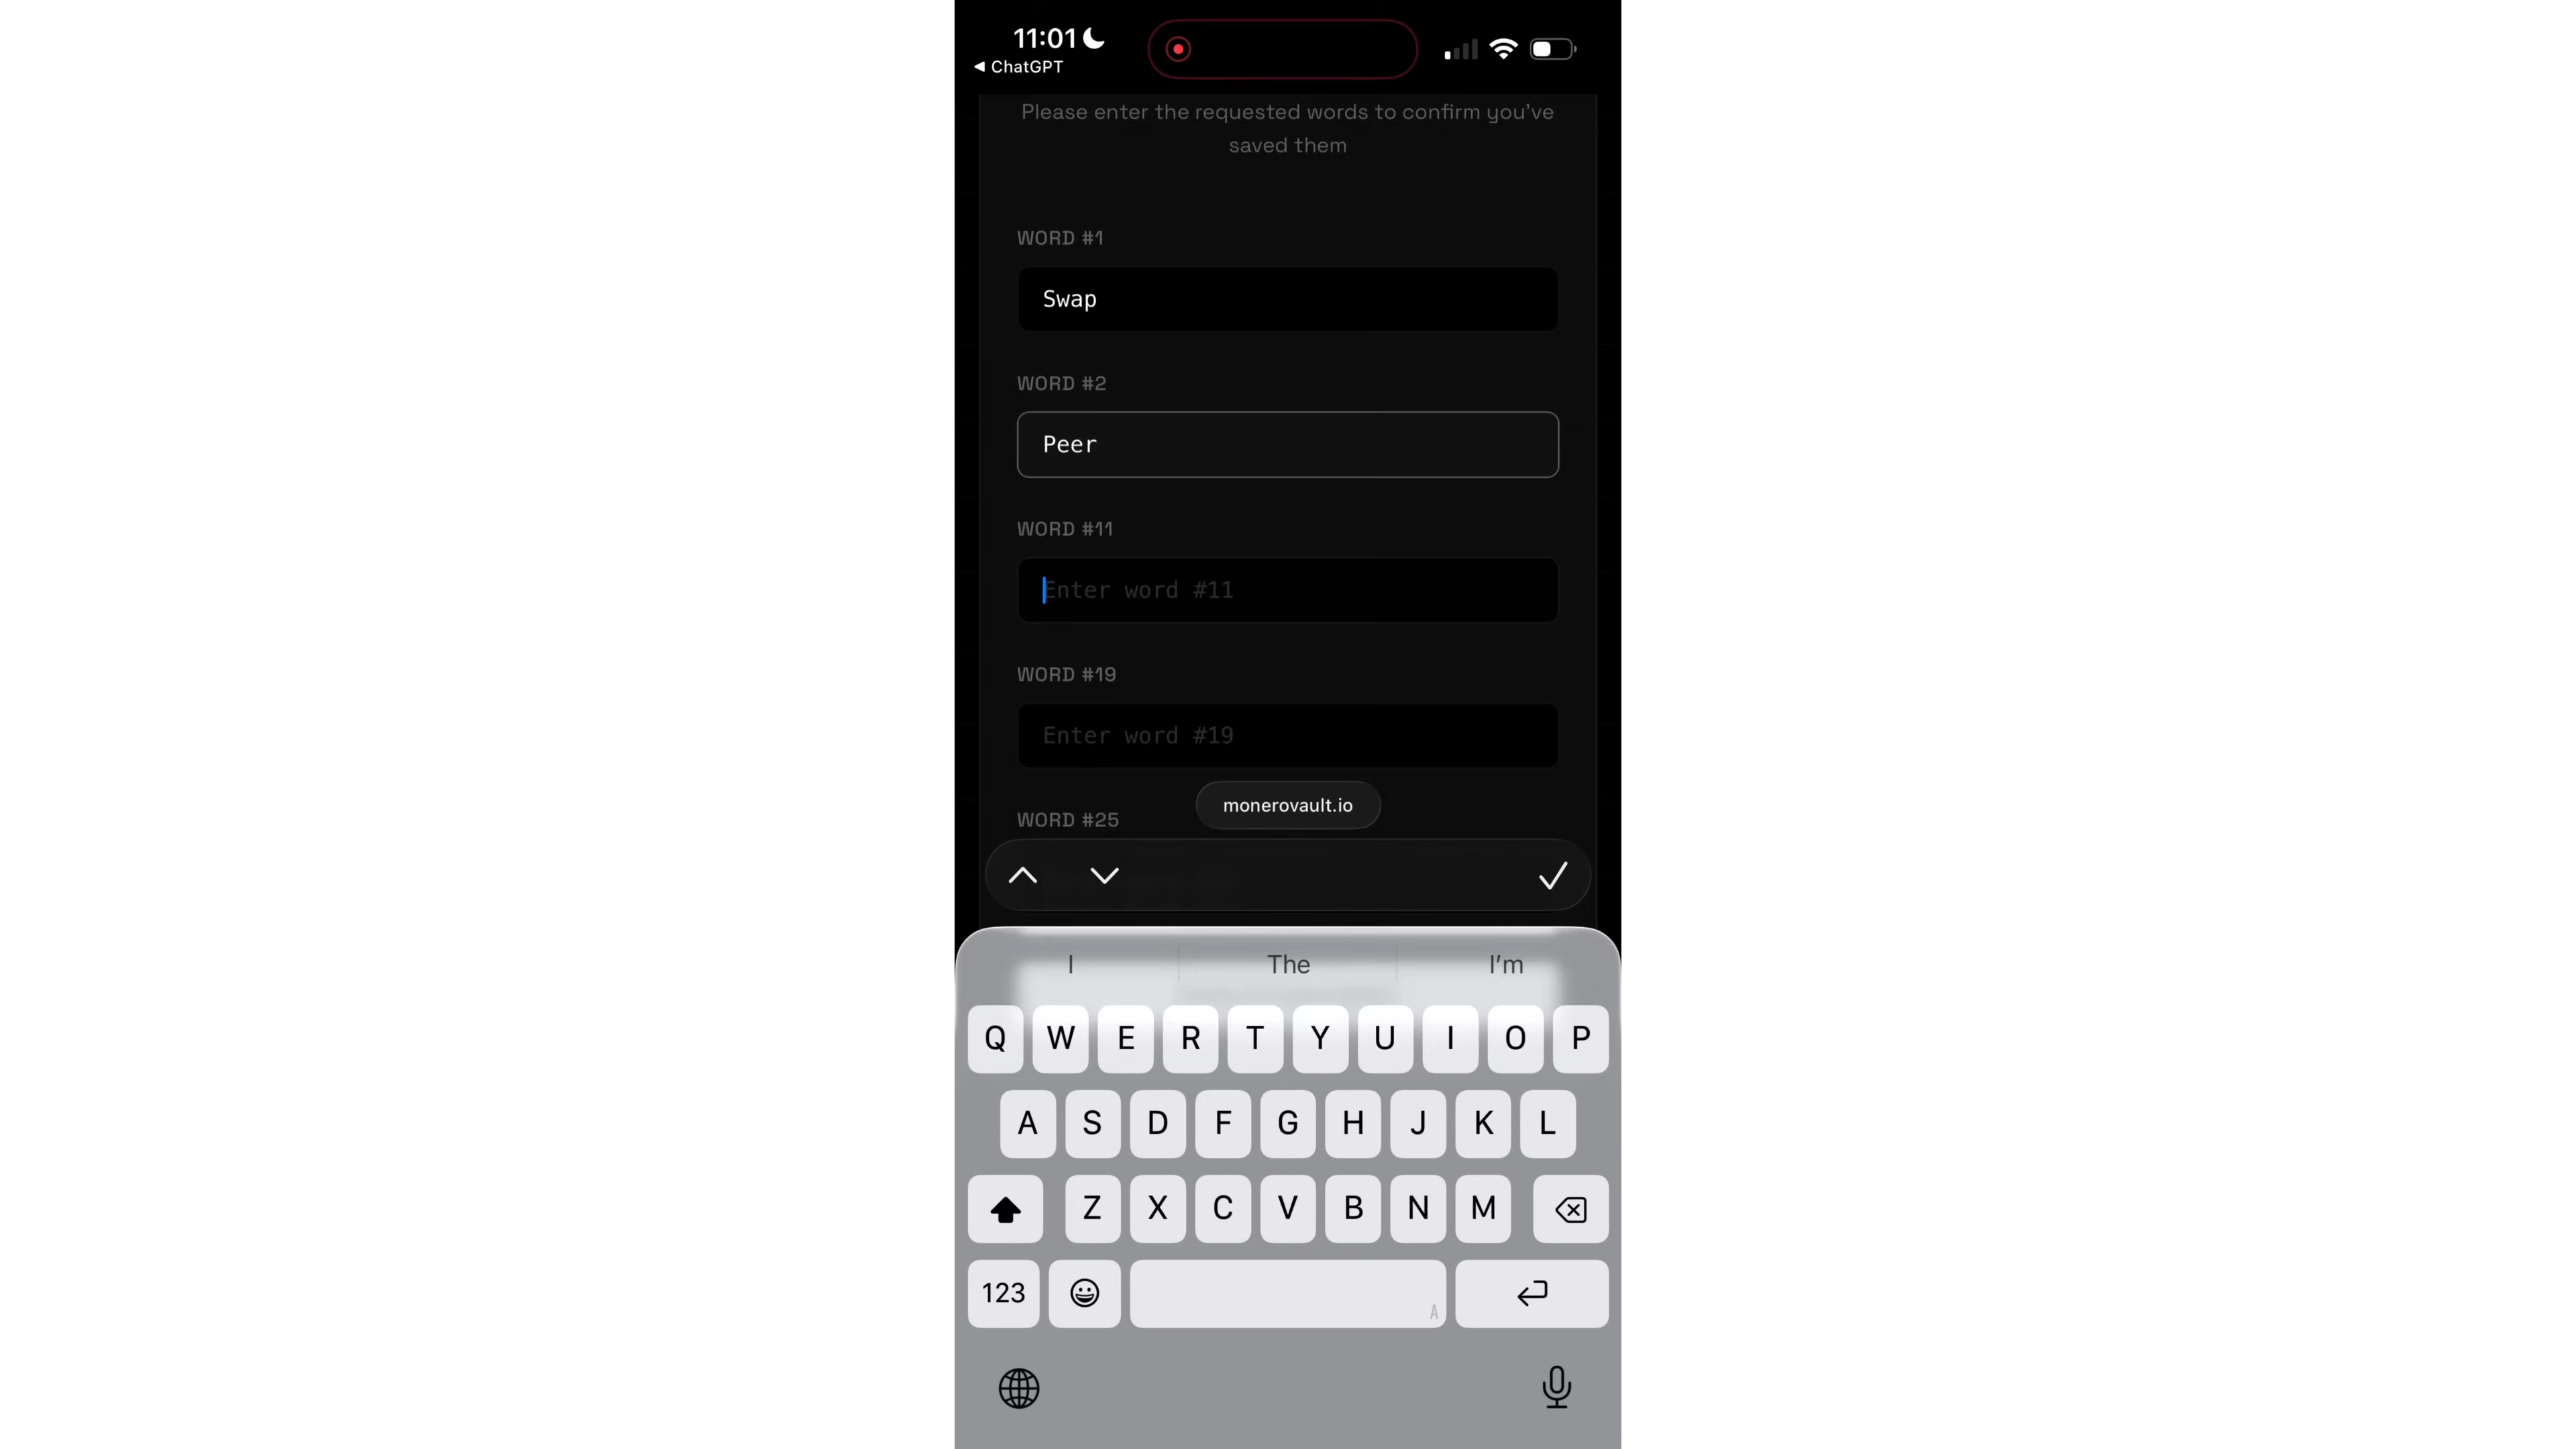 11:01
◀ ChatGPT
Please enter the requested words to confirm you've
saved them
WORD #1
Swap
WORD #2
Peer
WORD #11
Enter word #11
WORD #19
Enter word #19
WORD #25
monerovault.io
I The I'm
Q W E R T Y U I O P
A S D F G H J K L
Z X C V B N M
123
A